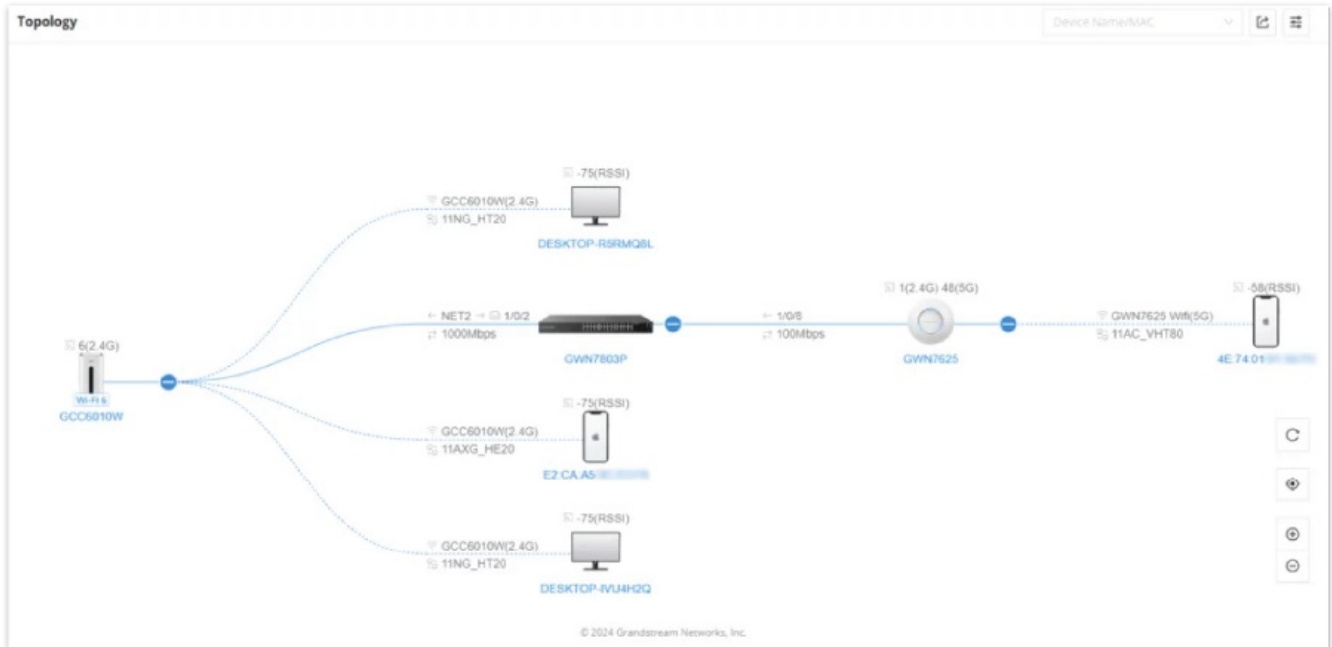 Topology
Device Name/MAC
-75(RSSI)
GCC6010W(2.4G)
11NG_HT20
DESKTOP-R5RMQ8L
1(2.4G) 48(5G)
-58(RSSI)
← NET2 → 1/0/2
1000Mbps
← 1/0/8
100Mbps
GWN7625 Wifi(5G)
11AC_VHT80
GWN7803P
GWN7625
4E:74:01
6(2.4G)
Wi-Fi 6
GCC6010W
-75(RSSI)
GCC6010W(2.4G)
11AXG_HE20
E2:CA:A5
-75(RSSI)
GCC6010W(2.4G)
11NG_HT20
DESKTOP-IVU4H2Q
© 2024 Grandstream Networks, Inc.